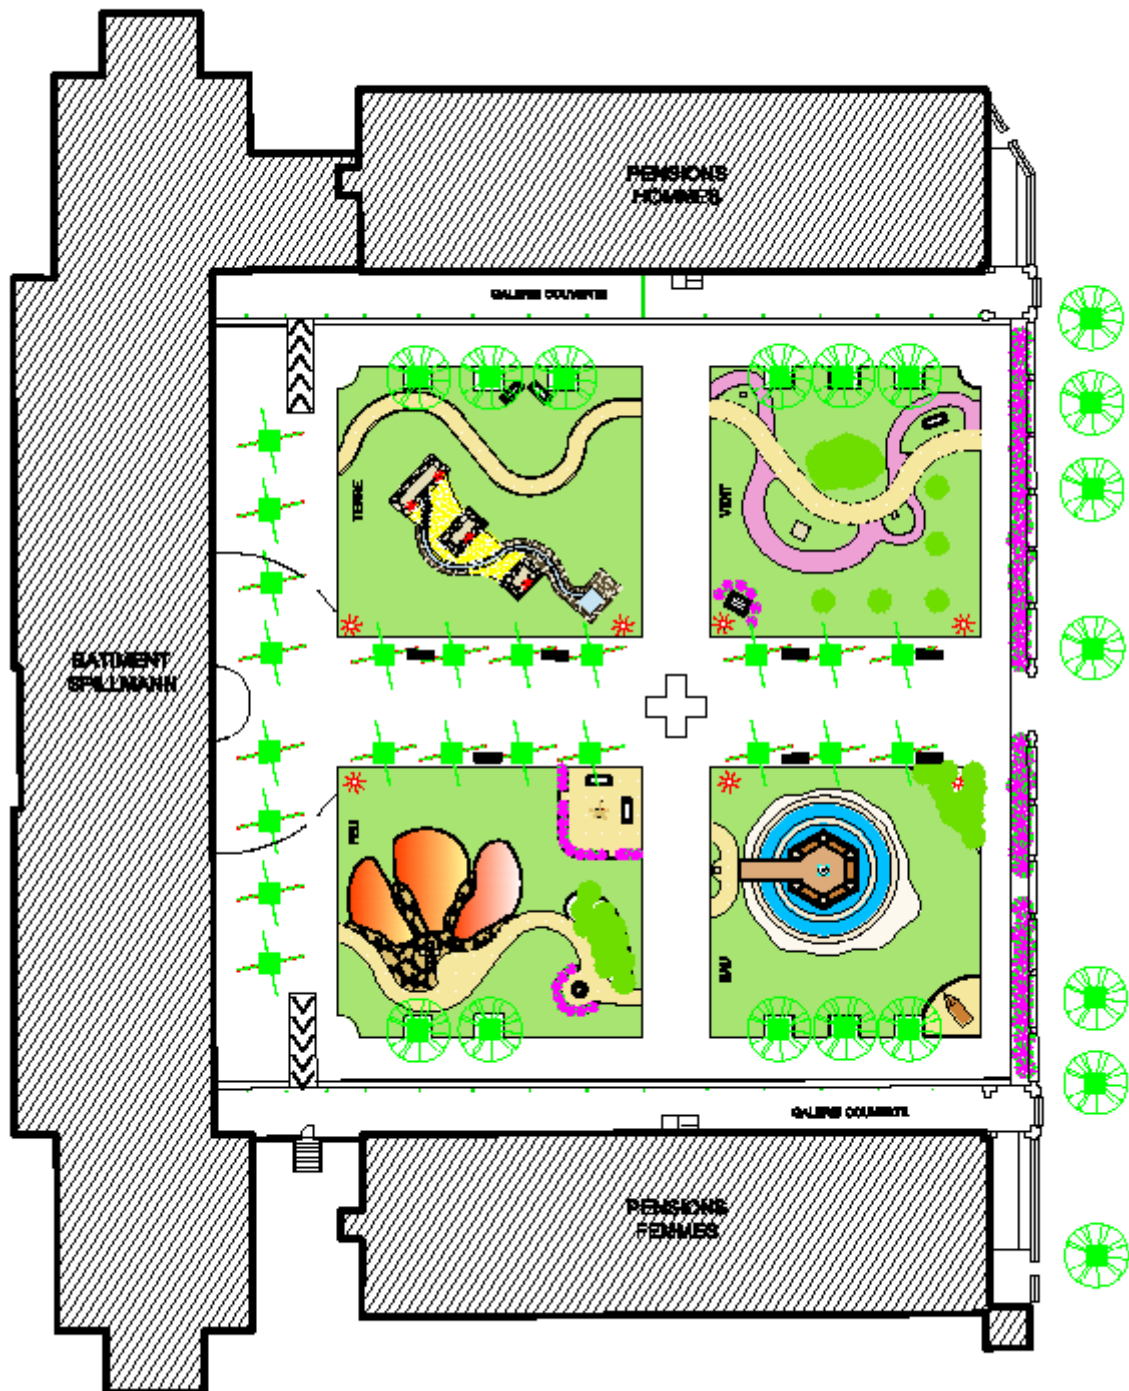 PENSIONS
HOMMES
GALERIE COUVERTE
TERRE
VENT
BATIMENT
SPILLMANN
FEU
EAU
GALERIE COUVERTE
PENSIONS
FEMMES